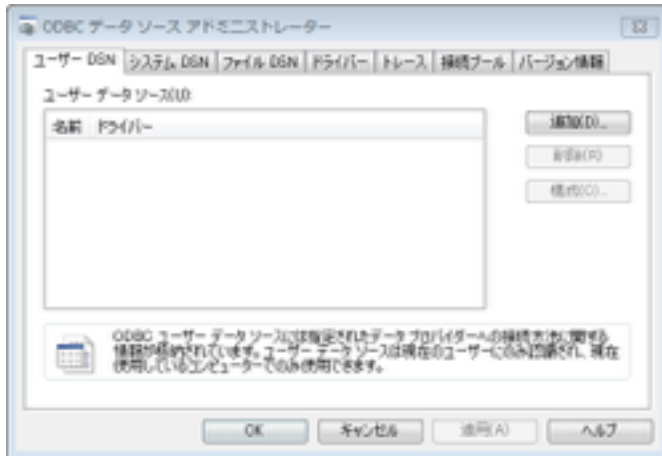 ODBC データ ソース アドミニストレーター
ユーザー DSN システム DSN ファイル DSN ドライバー トレース 接続プール バージョン情報
ユーザー データ ソース(U):
名前 ドライバー
追加(D)...
削除(R)
構成(C)...
ODBC ユーザー データ ソースには指定されたデータ プロバイダーへの接続方法に関する
情報が格納されています。ユーザー データ ソースは現在のユーザーにのみ認識され、現在
使用しているコンピューターでのみ使用できます。
OK キャンセル 適用(A) ヘルプ